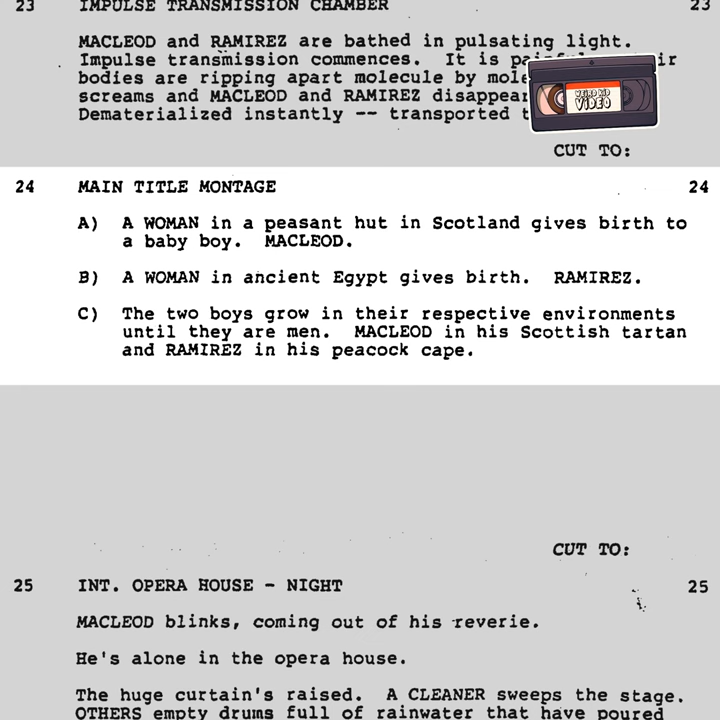 23 IMPULSE TRANSMISSION CHAMBER 23
MACLEOD and RAMIREZ are bathed in pulsating light.
Impulse transmission commences. It is
bodies are ripping apart molecule by
screams and MACLEOD and RAMIREZ
Dematerialized instantly -- transported
WEIRD KID
VIDEO
CUT TO:
24 MAIN TITLE MONTAGE 24
A) A WOMAN in a peasant hut in Scotland gives birth to
a baby boy. MACLEOD.
B) A WOMAN in ancient Egypt gives birth. RAMIREZ.
C) The two boys grow in their respective environments
until they are men. MACLEOD in his Scottish tartan
and RAMIREZ in his peacock cape.
CUT TO:
25 INT. OPERA HOUSE - NIGHT 25
MACLEOD blinks, coming out of his reverie.
He's alone in the opera house.
The huge curtain's raised. A CLEANER sweeps the stage.
OTHERS empty drums full of rainwater that have poured